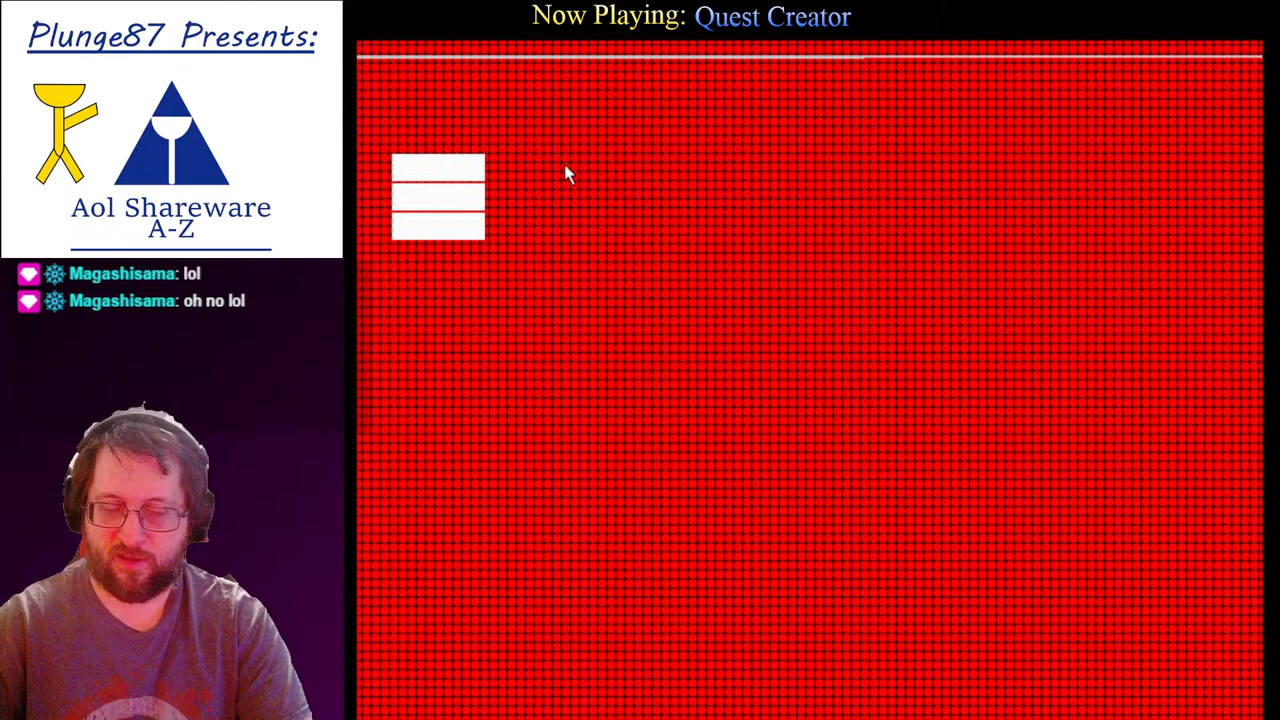 Now Playing: Quest Creator
Plunge87 Presents:
Aol Shareware
A-Z
Magashisama: lol
Magashisama: oh no lol